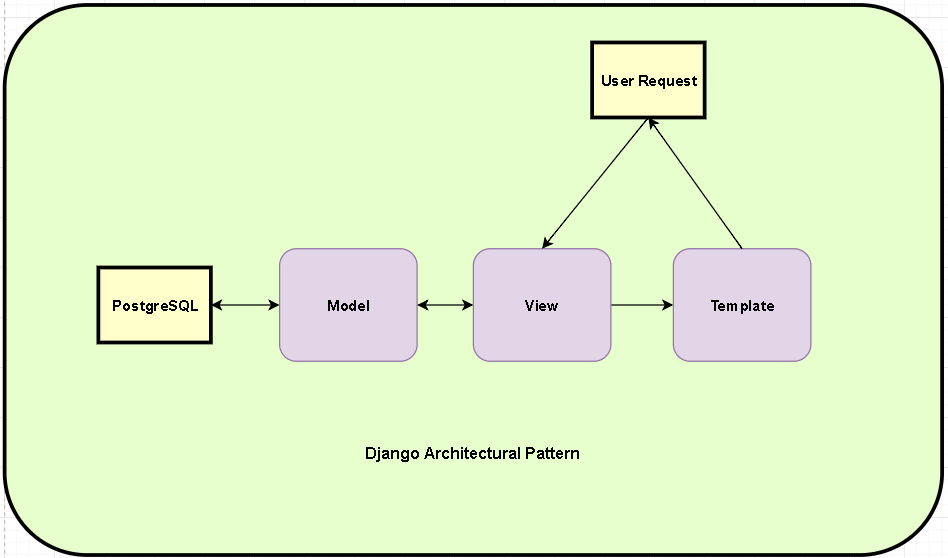 User Request
PostgreSQL
Model
View
Template
Django Architectural Pattern